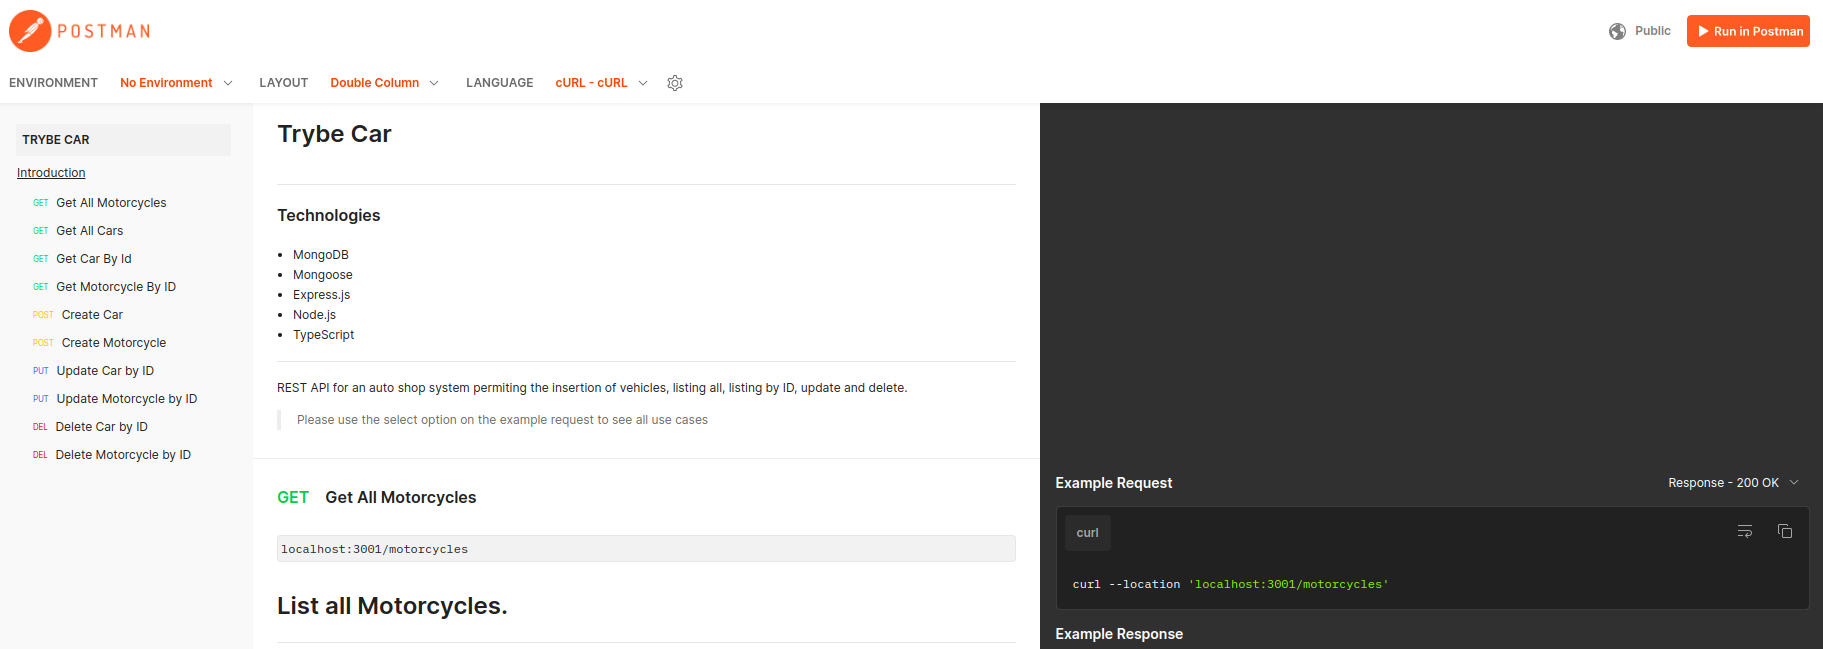 POSTMAN
Public
Run in Postman
ENVIRONMENT No Environment LAYOUT Double Column LANGUAGE cURL - cURL
TRYBE CAR
Introduction
GET Get All Motorcycles
GET Get All Cars
GET Get Car By Id
GET Get Motorcycle By ID
POST Create Car
POST Create Motorcycle
PUT Update Car by ID
PUT Update Motorcycle by ID
DEL Delete Car by ID
DEL Delete Motorcycle by ID
Trybe Car
Technologies
MongoDB
Mongoose
Express.js
Node.js
TypeScript
REST API for an auto shop system permiting the insertion of vehicles, listing all, listing by ID, update and delete.
Please use the select option on the example request to see all use cases
GET Get All Motorcycles
localhost:3001/motorcycles
List all Motorcycles.
Example Request
Response - 200 OK
curl
curl --location 'localhost:3001/motorcycles'
Example Response